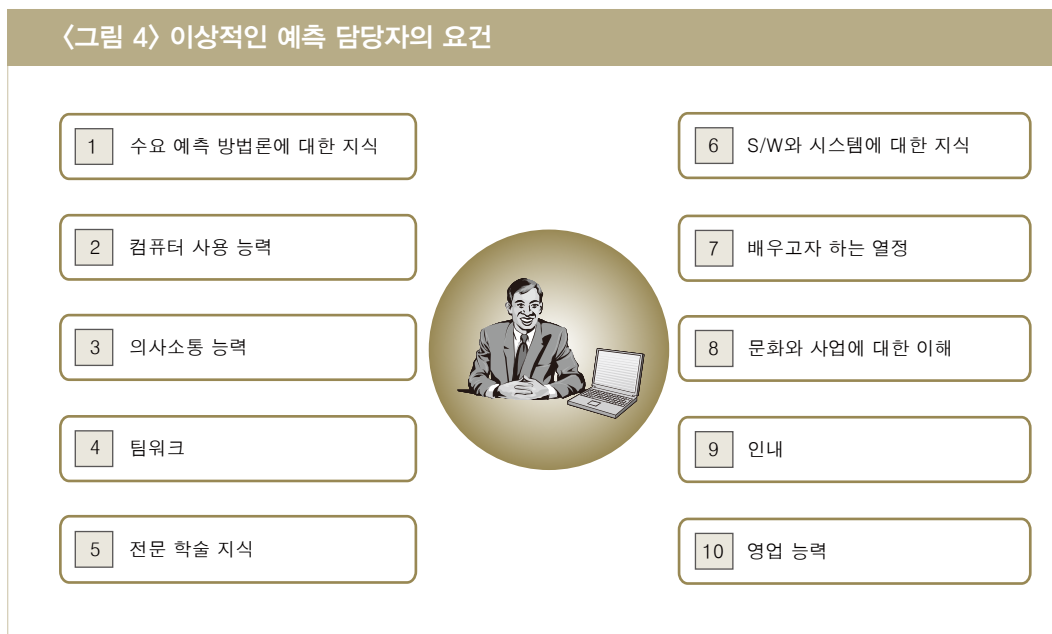 <그림 4> 이상적인 예측 담당자의 요건
1 수요 예측 방법론에 대한 지식
2 컴퓨터 사용 능력
3 의사소통 능력
4 팀워크
5 전문 학술 지식
6 S/W와 시스템에 대한 지식
7 배우고자 하는 열정
8 문화와 사업에 대한 이해
9 인내
10 영업 능력